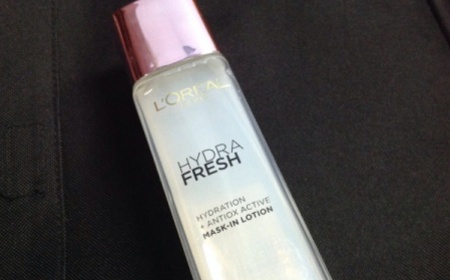 L'ORÉAL
HYDRA
FRESH
HYDRATION
+ ANTIOX ACTIVE
MASK-IN LOTION